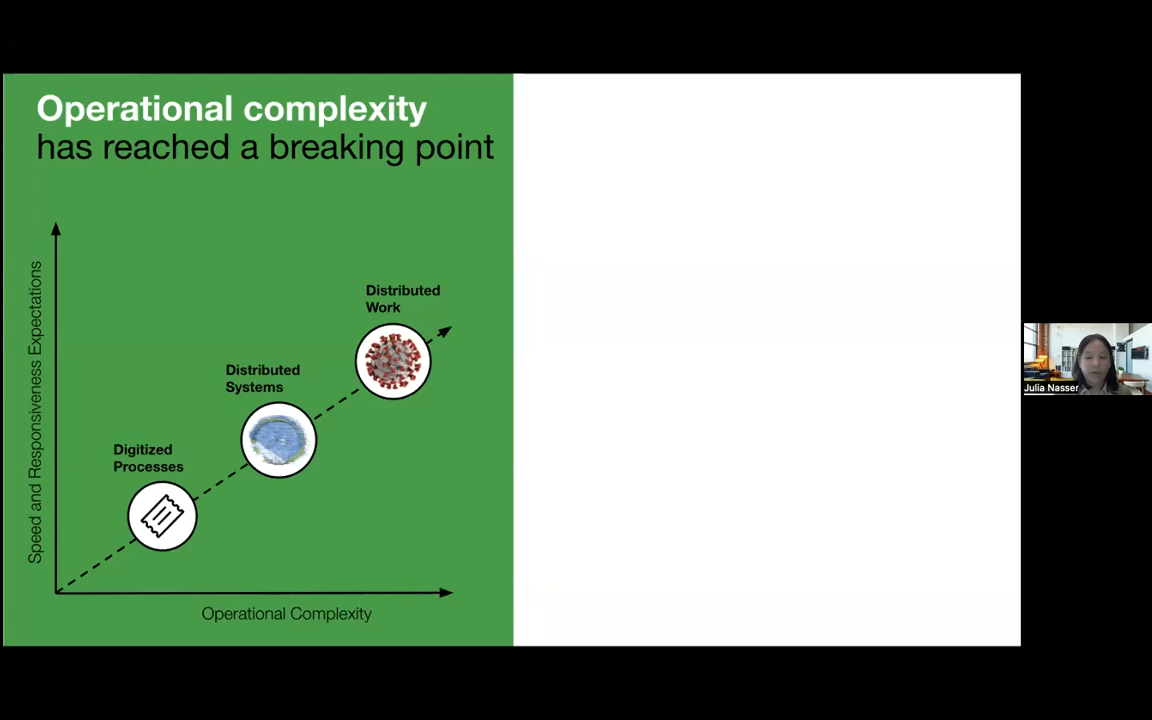 Operational complexity
has reached a breaking point
Speed and Responsiveness Expectations
Distributed
Work
Distributed
Systems
Digitized
Processes
Operational Complexity
Julia Nasser